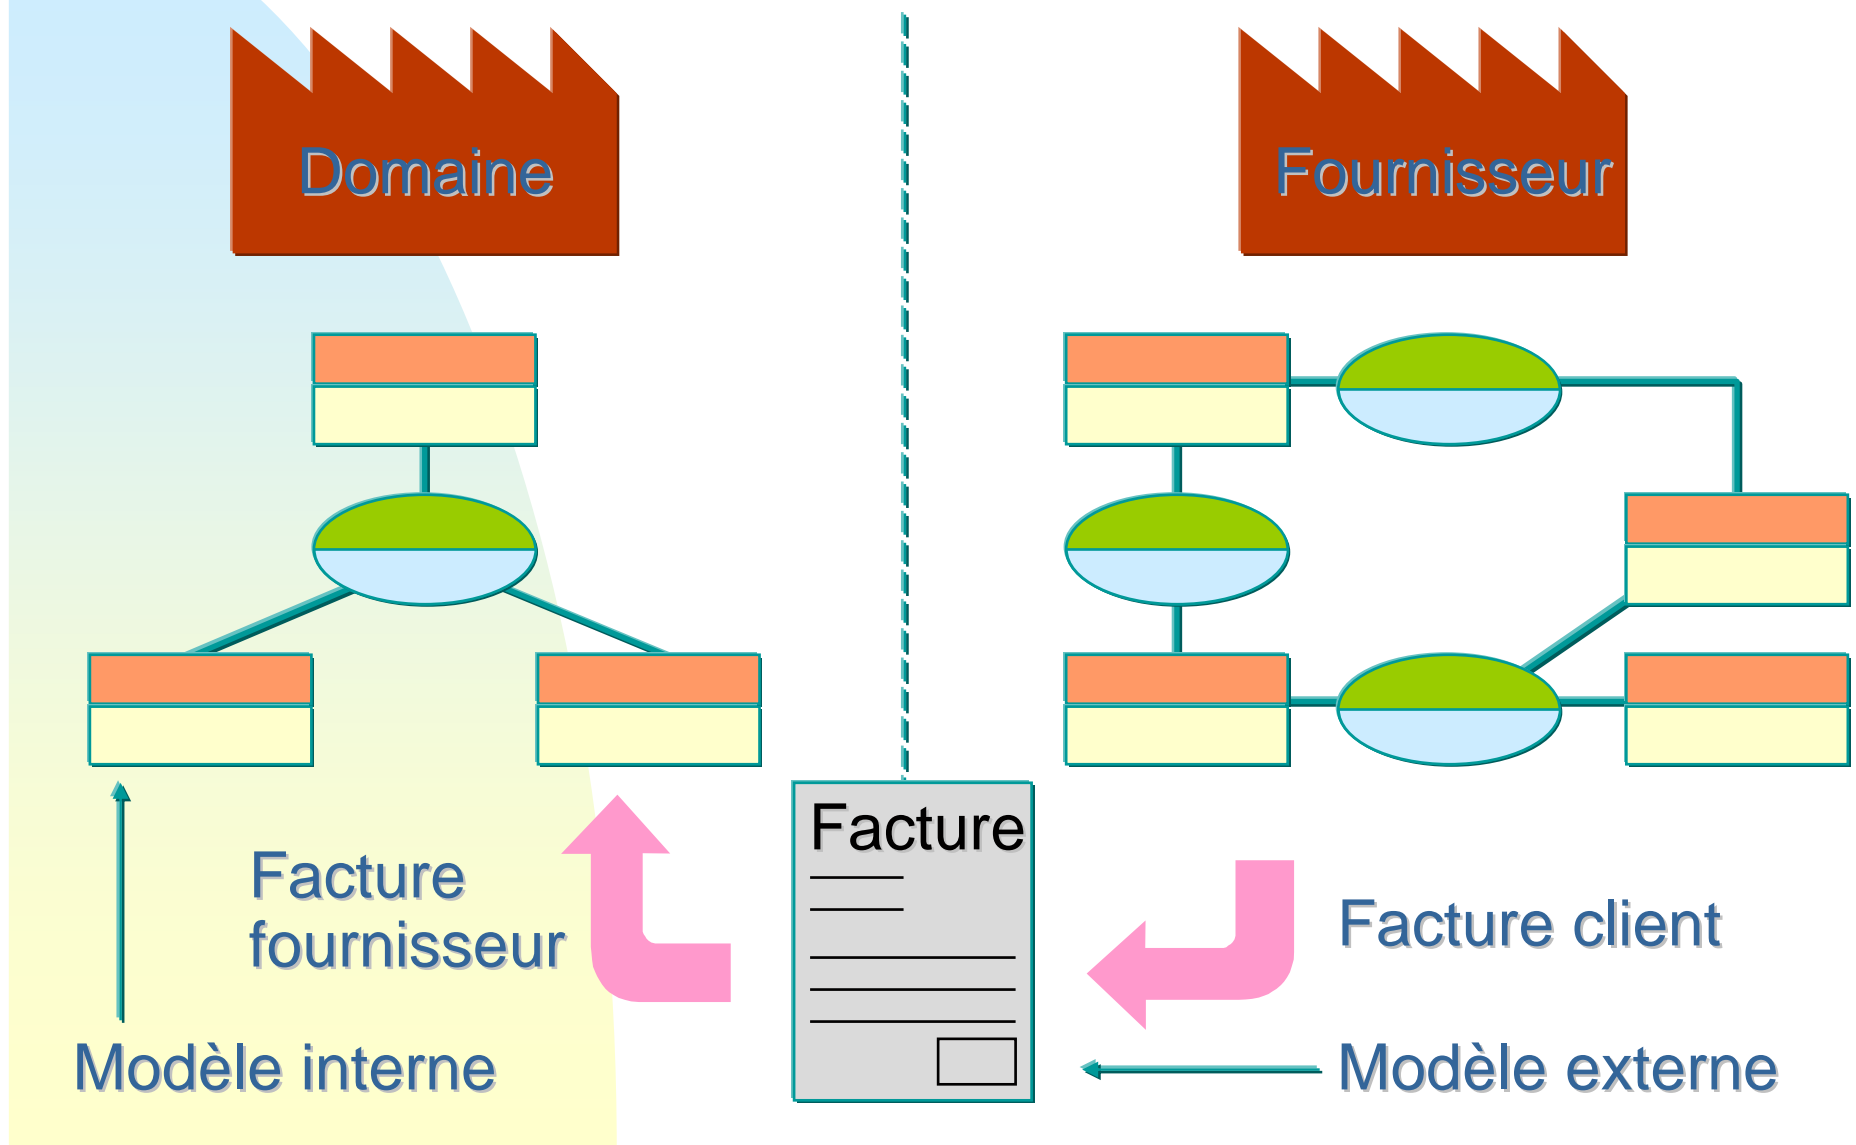 Domaine
Fournisseur
Facture
Facture
fournisseur
Facture client
Modèle interne
Modèle externe